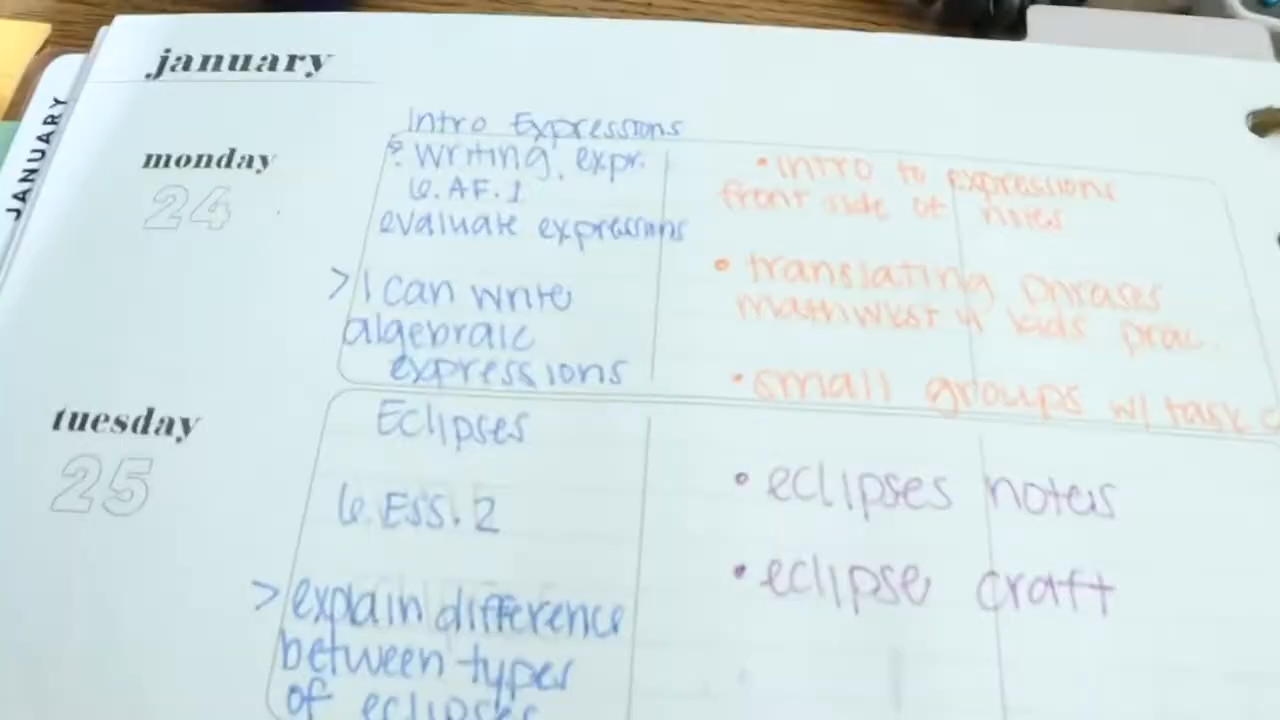 january
JANUARY
monday
24
Intro Expressions
? writing expr.
6.AF.1
evaluate expressions
> I can write
algebraic
expressions
• intro to expressions
front side of notes
• translating phrases
kids prac.
• small groups w/ task
tuesday
25
Eclipses
6.ESS.2
> explain difference
between types
of eclipses
• eclipses notes
• eclipse craft